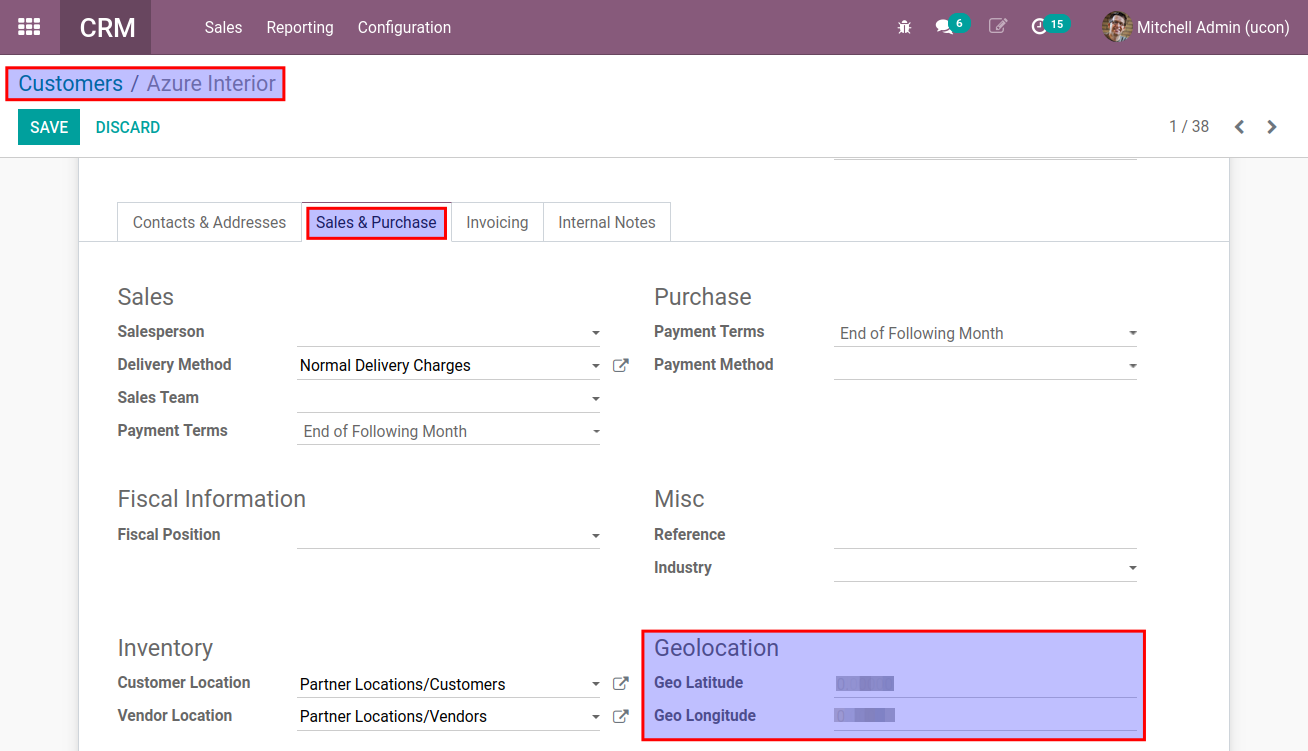 CRM Sales Reporting Configuration 6 15 Mitchell Admin (ucon)
Customers / Azure Interior
SAVE DISCARD 1 / 38
Contacts & Addresses Sales & Purchase Invoicing Internal Notes
Sales Purchase
Salesperson Payment Terms End of Following Month
Delivery Method Normal Delivery Charges Payment Method
Sales Team
Payment Terms End of Following Month
Fiscal Information Misc
Fiscal Position Reference
Industry
Inventory Geolocation
Customer Location Partner Locations/Customers Geo Latitude
Vendor Location Partner Locations/Vendors Geo Longitude